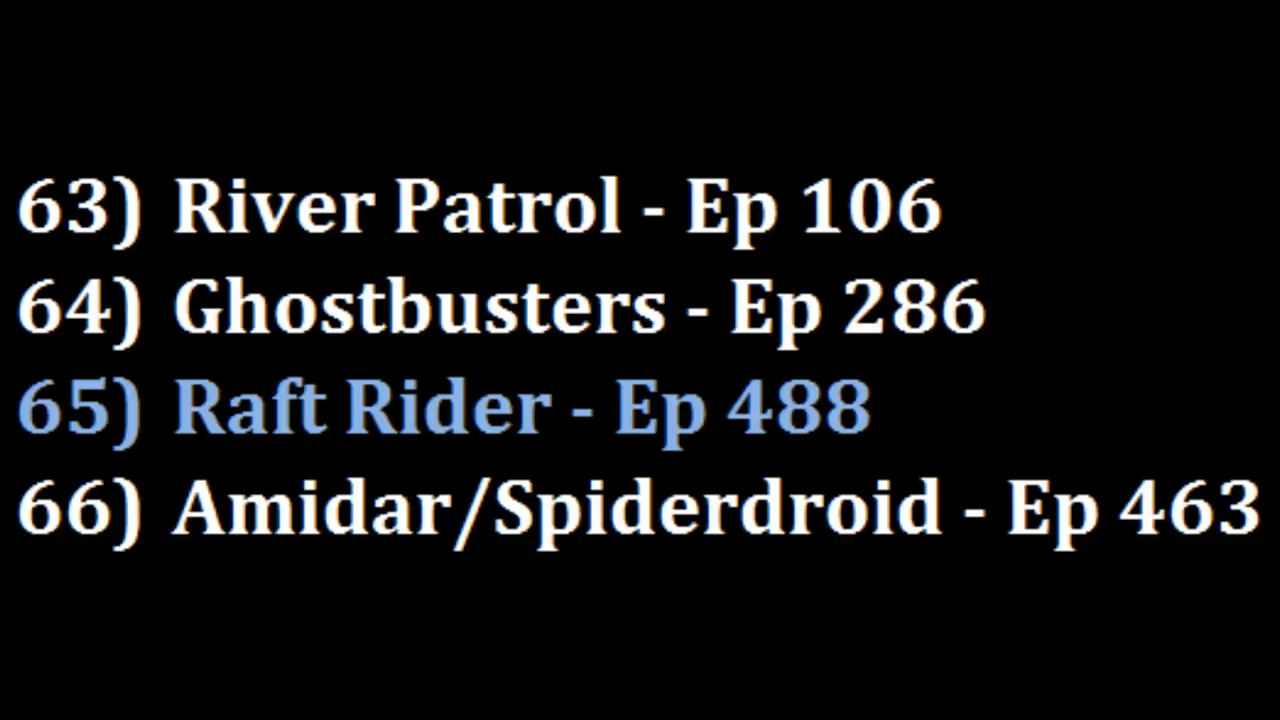 63) River Patrol - Ep 106
64) Ghostbusters - Ep 286
65) Raft Rider - Ep 488
66) Amidar/Spiderdroid - Ep 463